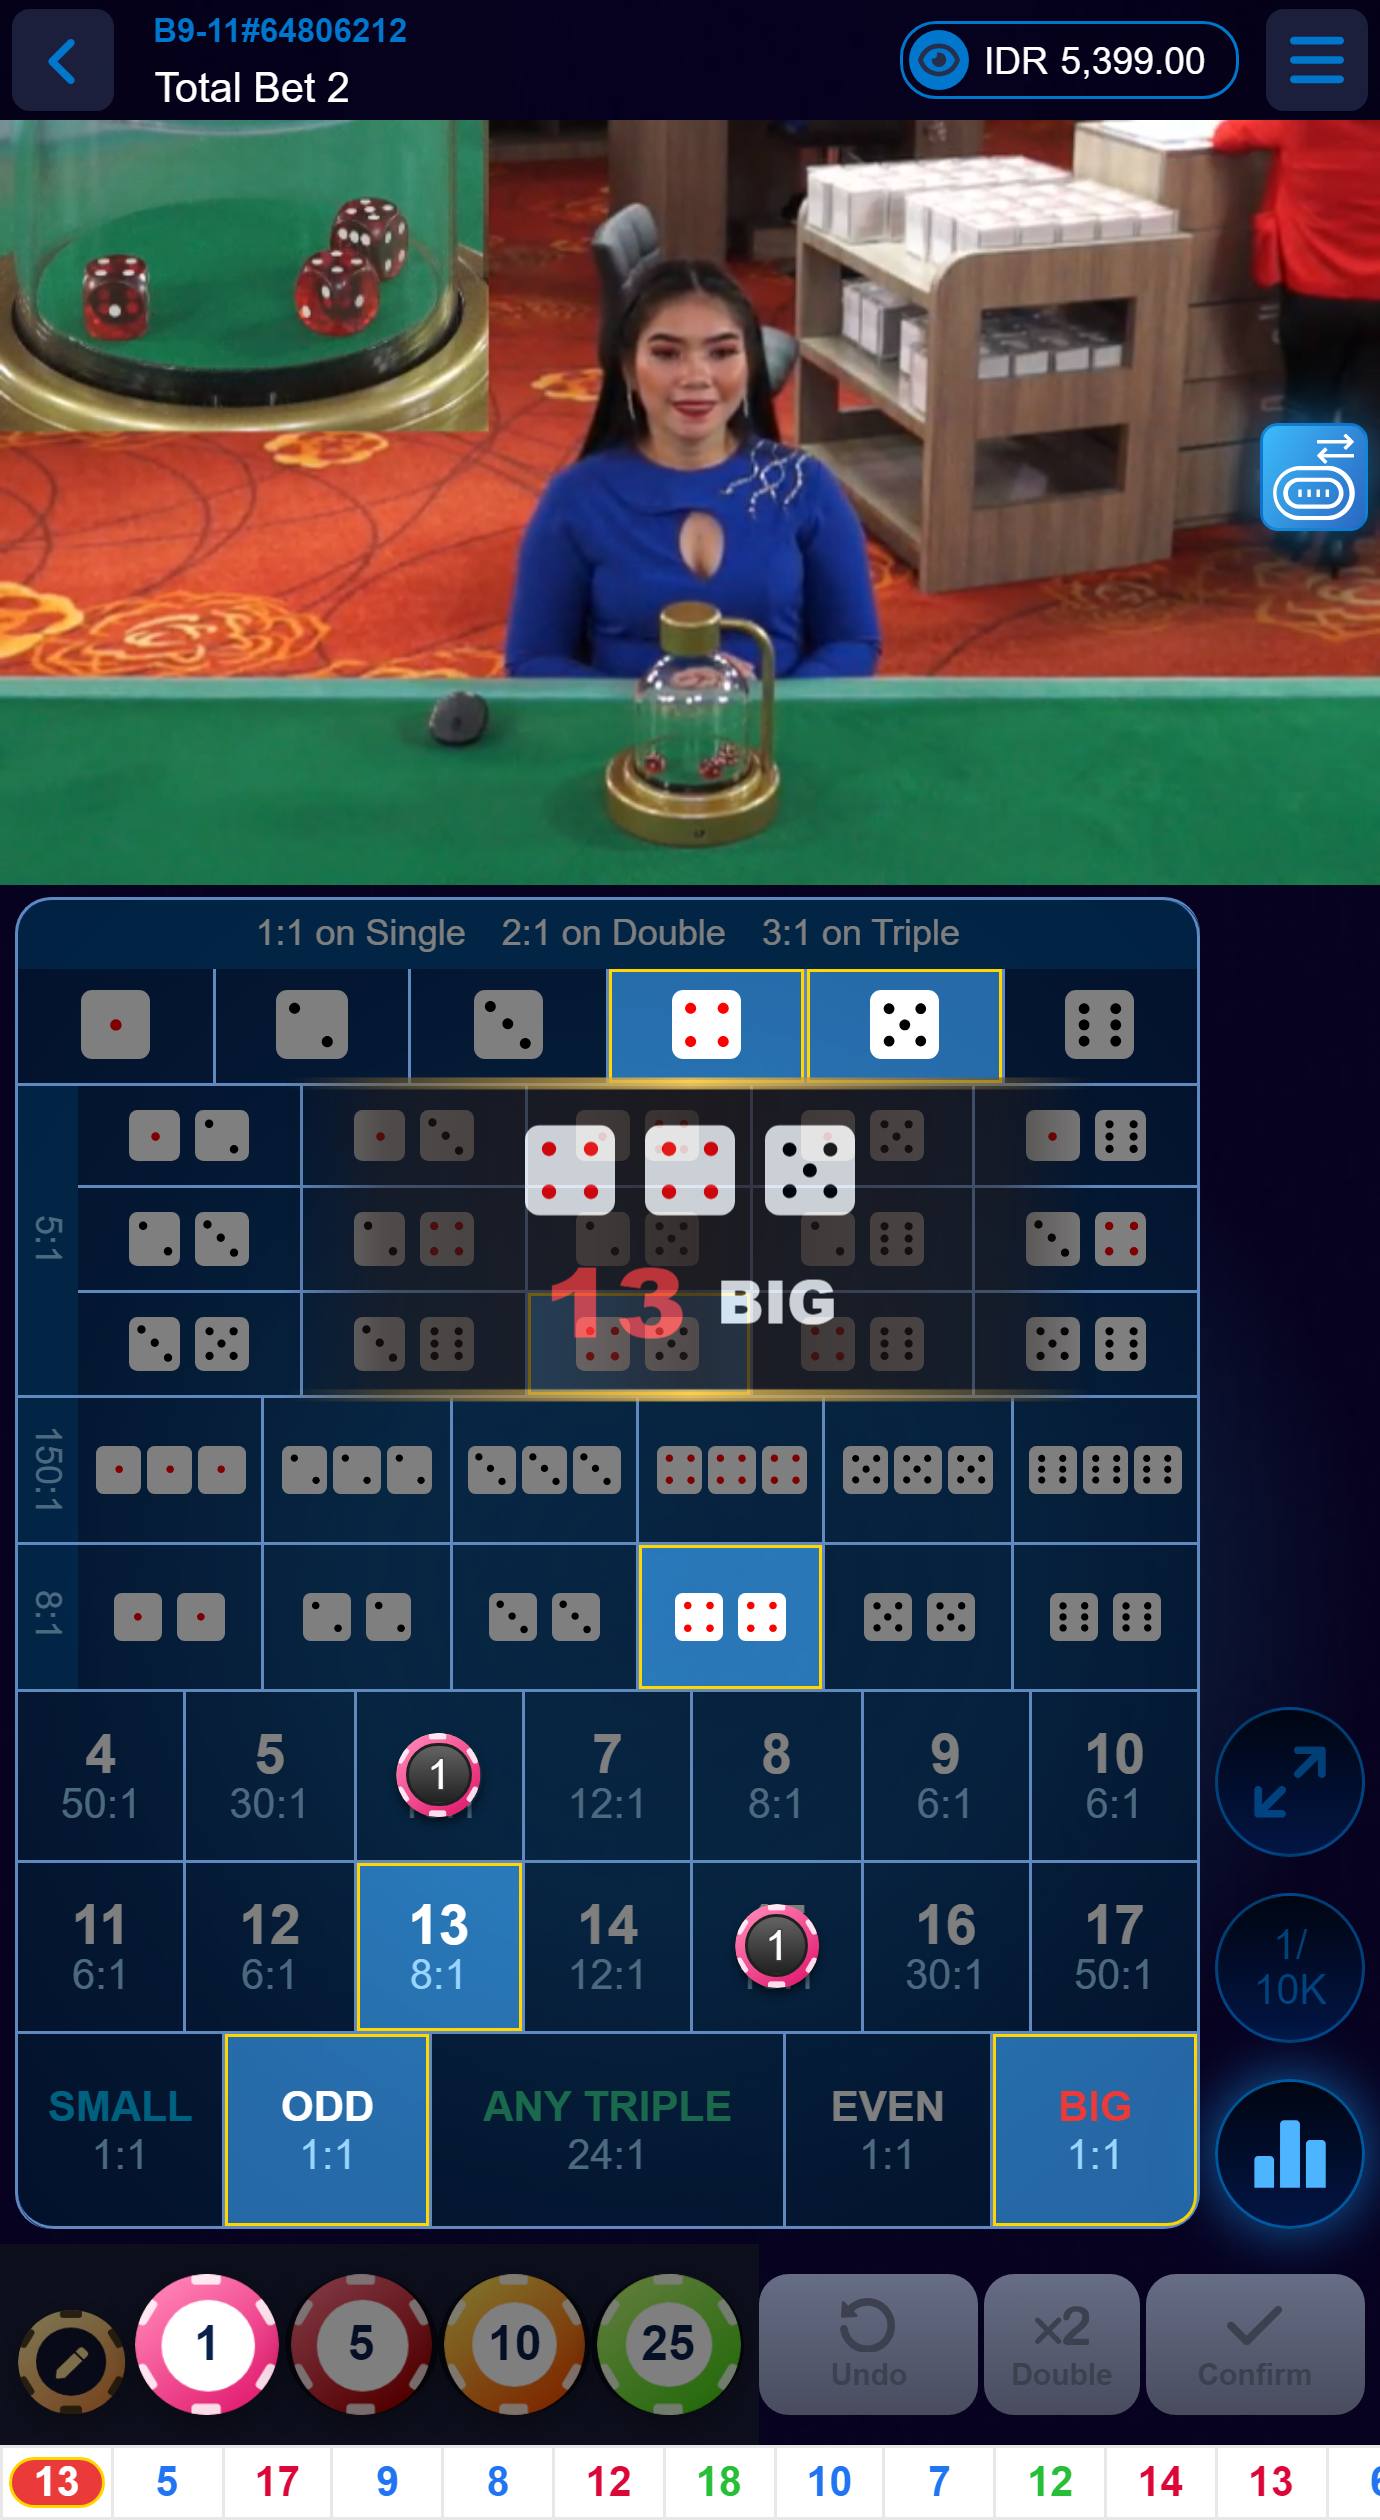 B9-11#64806212
Total Bet 2
IDR 5,399.00
1:1 on Single 2:1 on Double 3:1 on Triple
5:1
13 BIG
150:1
8:1
4 5 1 7 8 9 10
50:1 30:1 12:1 8:1 6:1 6:1
11 12 13 14 1 16 17
6:1 6:1 8:1 12:1 30:1 50:1
1/
10K
SMALL ODD ANY TRIPLE EVEN BIG
1:1 1:1 24:1 1:1 1:1
1 5 10 25
x2
Undo Double Confirm
13 5 17 9 8 12 18 10 7 12 14 13